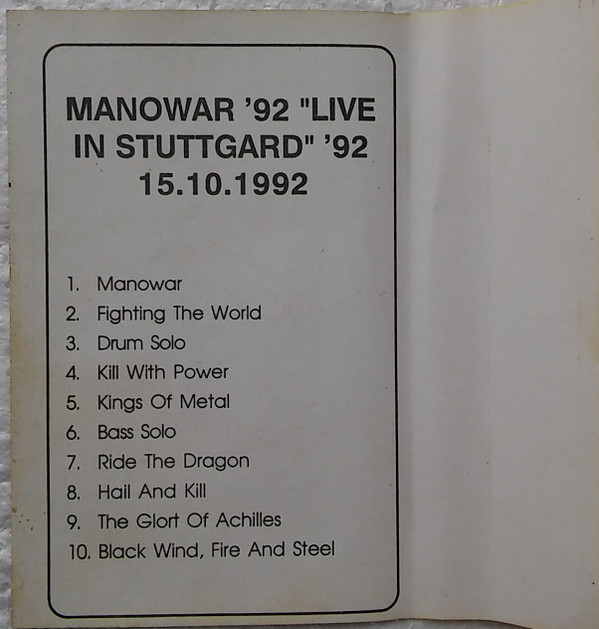 MANOWAR '92 "LIVE
IN STUTTGARD" '92
15.10.1992
1. Manowar
2. Fighting The World
3. Drum Solo
4. Kill With Power
5. Kings Of Metal
6. Bass Solo
7. Ride The Dragon
8. Hail And Kill
9. The Glort Of Achilles
10. Black Wind, Fire And Steel